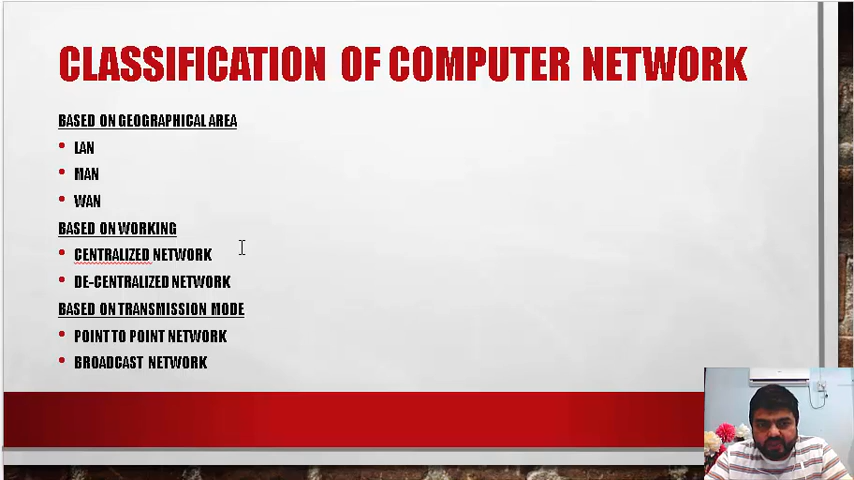 CLASSIFICATION OF COMPUTER NETWORK
BASED ON GEOGRAPHICAL AREA
• LAN
• MAN
• WAN
BASED ON WORKING
• CENTRALIZED NETWORK
• DE-CENTRALIZED NETWORK
BASED ON TRANSMISSION MODE
• POINT TO POINT NETWORK
• BROADCAST NETWORK